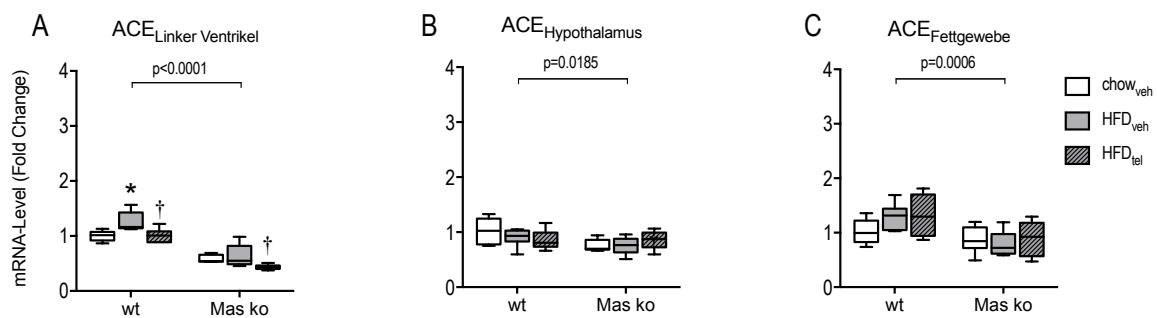 A
ACE Linker Ventrikel
p<0.0001
mRNA-Level (Fold Change)
4
3
2
1
0
*
†
†
wt
Mas ko
B
ACE Hypothalamus
p=0.0185
4
3
2
1
0
wt
Mas ko
C
ACE Fettgewebe
p=0.0006
4
3
2
1
0
wt
Mas ko
chow veh
HFD veh
HFD tel